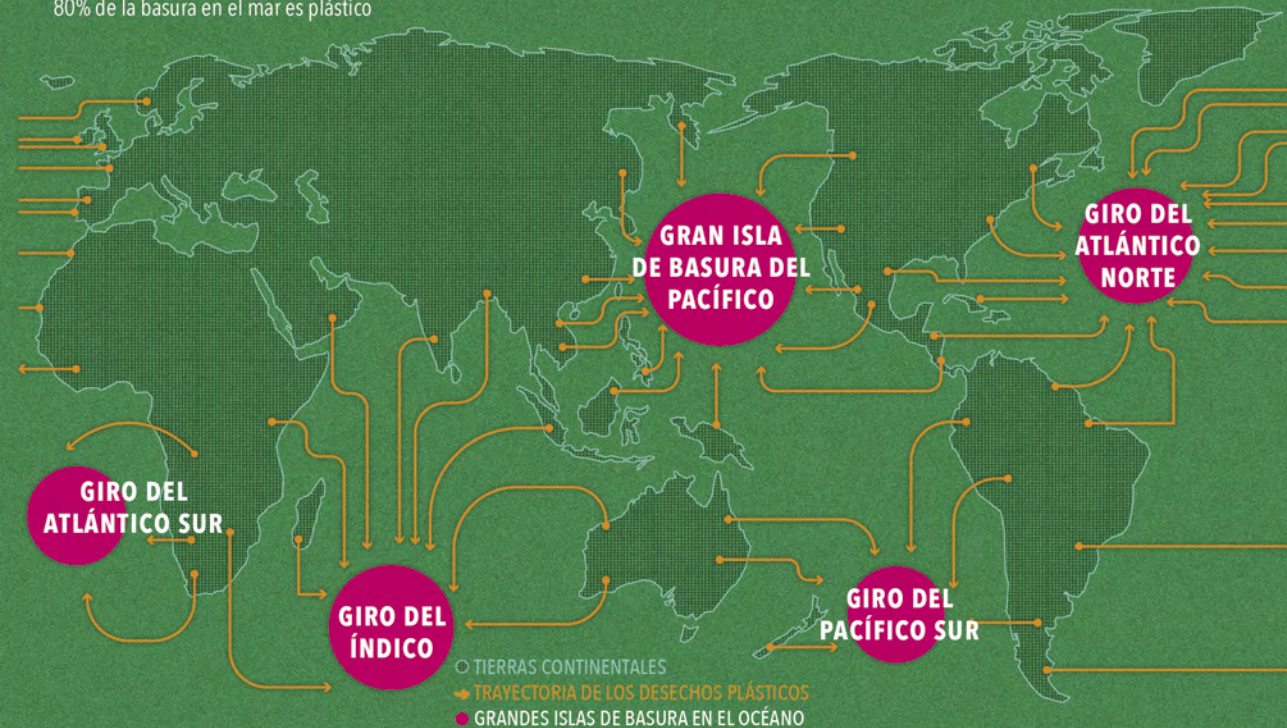 80% de la basura en el mar es plástico
GRAN ISLA
DE BASURA DEL
PACÍFICO
GIRO DEL
ATLÁNTICO
NORTE
GIRO DEL
ATLÁNTICO SUR
GIRO DEL
ÍNDICO
GIRO DEL
PACÍFICO SUR
TIERRAS CONTINENTALES
TRAYECTORIA DE LOS DESECHOS PLÁSTICOS
GRANDES ISLAS DE BASURA EN EL OCÉANO